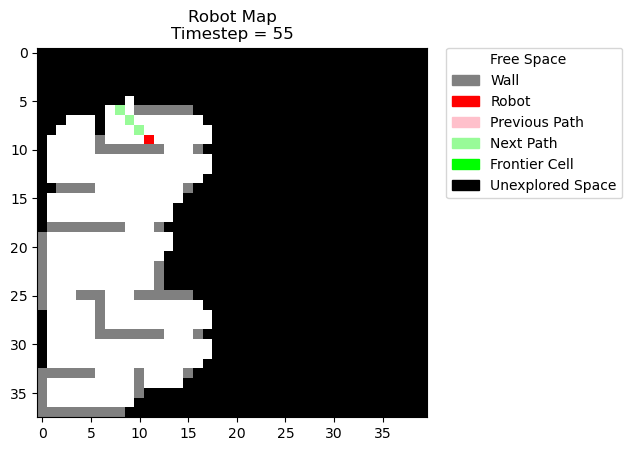 Robot Map
Timestep = 55
0
5
10
15
20
25
30
35
0
5
10
15
20
25
30
35
Free Space
Wall
Robot
Previous Path
Next Path
Frontier Cell
Unexplored Space